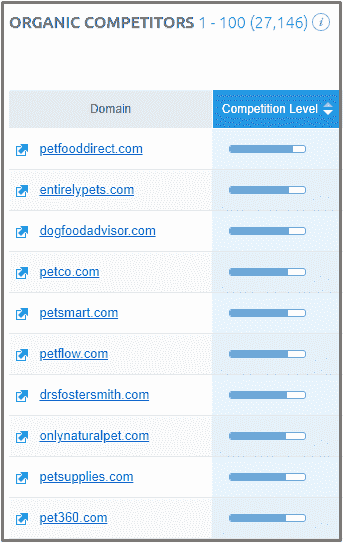 ORGANIC COMPETITORS 1 - 100 (27,146) i
Domain Competition Level
petfooddirect.com
entirelypets.com
dogfoodadvisor.com
petco.com
petsmart.com
petflow.com
drsfostersmith.com
onlynaturalpet.com
petsupplies.com
pet360.com